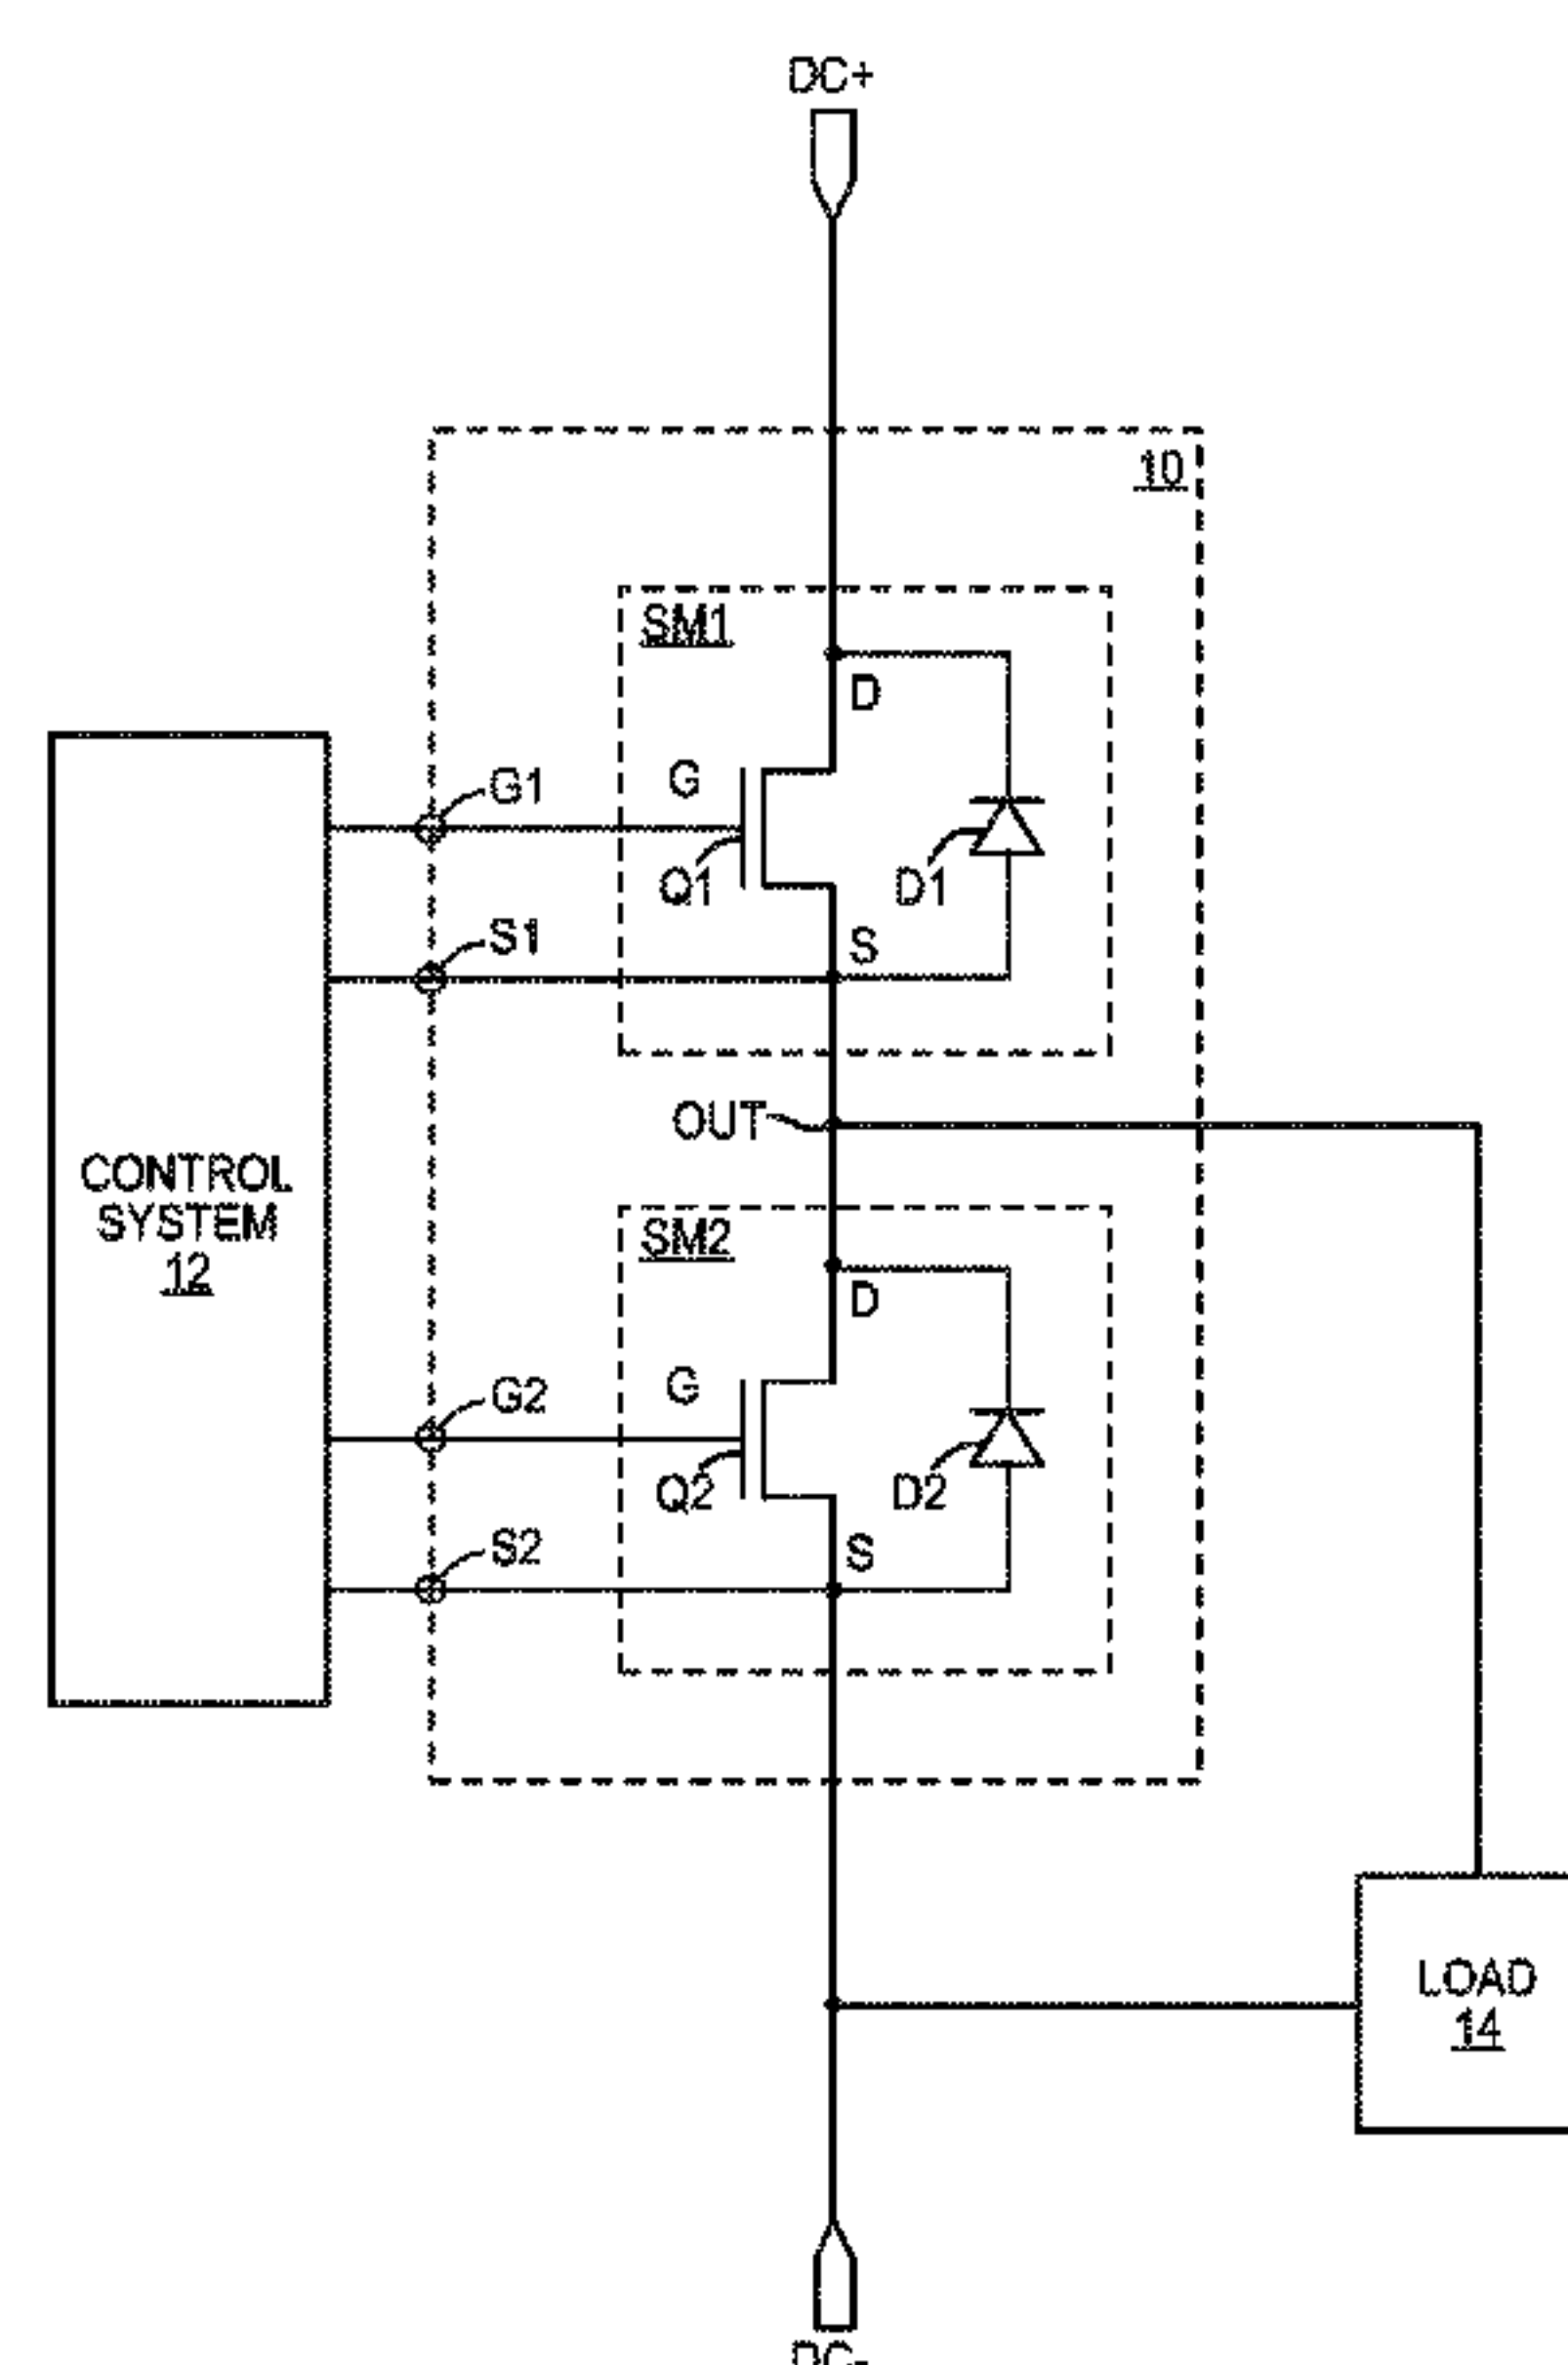 DC+
10
SM1
D
G1
G
Q1
D1
S1
S
OUT
CONTROL
SYSTEM
12
SM2
D
G2
G
Q2
D2
S2
S
LOAD
14
DC-